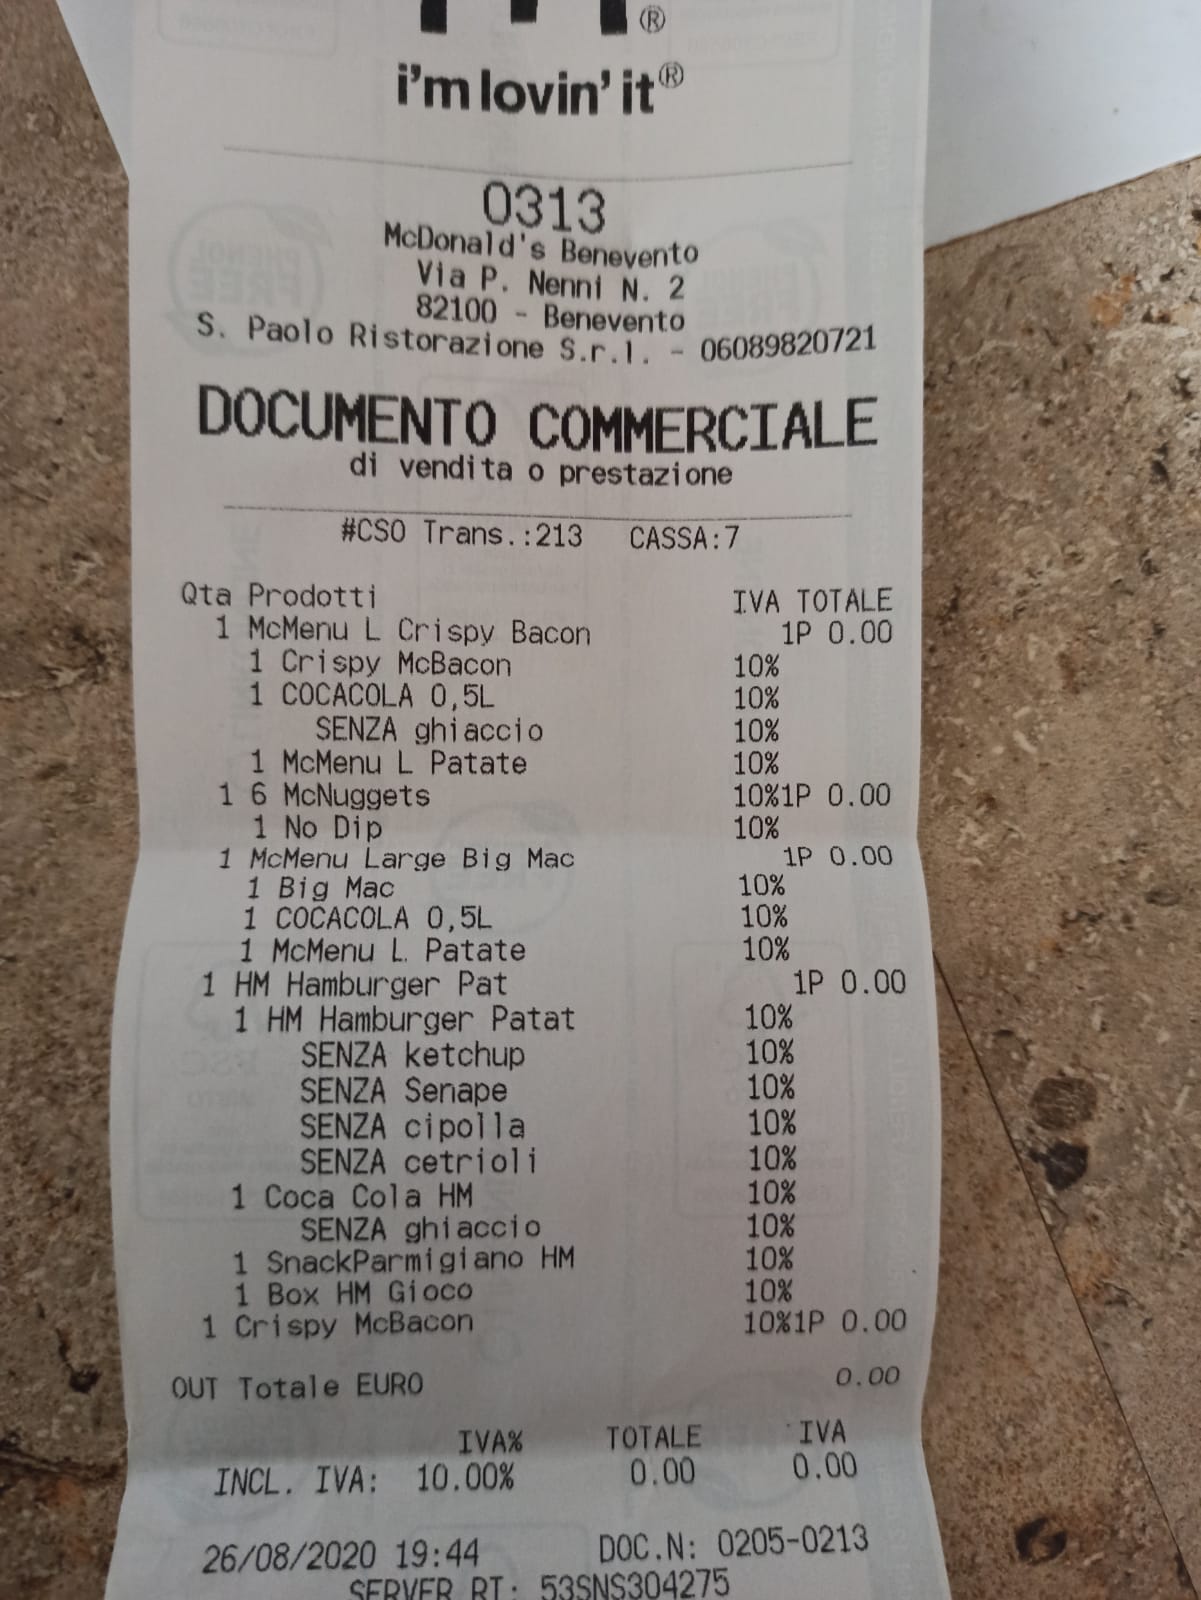 ®
i'm lovin' it®
0313
McDonald's Benevento
Via P. Nenni N. 2
82100 - Benevento
S. Paolo Ristorazione S.r.l. - 06089820721
DOCUMENTO COMMERCIALE
di vendita o prestazione
#CSO Trans.:213 CASSA:7
Qta Prodotti IVA TOTALE
1 McMenu L Crispy Bacon 1P 0.00
1 Crispy McBacon 10%
1 COCACOLA 0,5L 10%
SENZA ghiaccio 10%
1 McMenu L Patate 10%
1 6 McNuggets 10%1P 0.00
1 No Dip 10%
1 McMenu Large Big Mac 1P 0.00
1 Big Mac 10%
1 COCACOLA 0,5L 10%
1 McMenu L Patate 10%
1 HM Hamburger Pat 1P 0.00
1 HM Hamburger Patat 10%
SENZA ketchup 10%
SENZA Senape 10%
SENZA cipolla 10%
SENZA cetrioli 10%
1 Coca Cola HM 10%
SENZA ghiaccio 10%
1 SnackParmigiano HM 10%
1 Box HM Gioco 10%
1 Crispy McBacon 10%1P 0.00
OUT Totale EURO 0.00
IVA% TOTALE IVA
INCL. IVA: 10.00% 0.00 0.00
26/08/2020 19:44 DOC.N: 0205-0213
SERVER RT: 53SNS304275